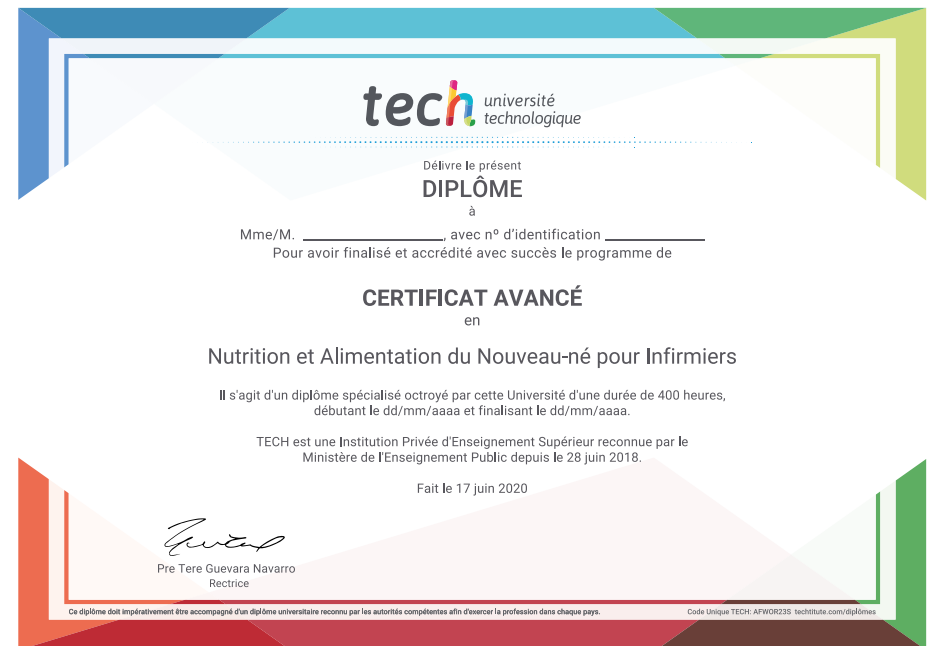 tech université
technologique
Délivre le présent
DIPLÔME
à
Mme/M. ____________________, avec nº d'identification ______________
Pour avoir finalisé et accrédité avec succès le programme de
CERTIFICAT AVANCÉ
en
Nutrition et Alimentation du Nouveau-né pour Infirmiers
Il s'agit d'un diplôme spécialisé octroyé par cette Université d'une durée de 400 heures,
débutant le dd/mm/aaaa et finalisant le dd/mm/aaaa.
TECH est une Institution Privée d'Enseignement Supérieur reconnue par le
Ministère de l'Enseignement Public depuis le 28 juin 2018.
Fait le 17 juin 2020
Pre Tere Guevara Navarro
Rectrice
Ce diplôme doit impérativement être accompagné d'un diplôme universitaire reconnu par les autorités compétentes afin d'exercer la profession dans chaque pays.
Code Unique TECH: AFWOR23S techtitute.com/diplômes